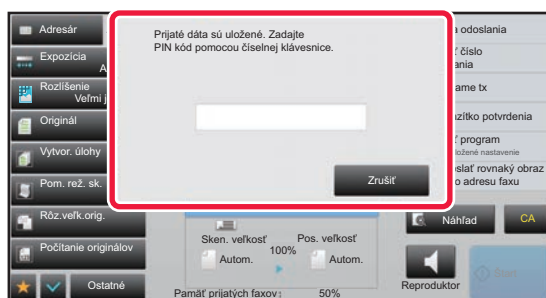 Adresár
Expozícia
A
Rozlíšenie
Veľmi j
Originál
Vytvor. úlohy
Pom. rež. sk.
Rôz.veľk.orig.
Počítanie originálov
Ostatné
Prijaté dáta sú uložené. Zadajte
PIN kód pomocou číselnej klávesnice.
Zrušiť
Sken. veľkosť
Pos. veľkosť
100%
Autom.
Autom.
Pamäť prijatých faxov:
50%
a odoslania
ť číslo
ania
ame tx
zítko potvrdenia
ť program
ložené nastavenie
oslať rovnaký obraz
o adresu faxu
Náhľad
CA
Reproduktor
Štart